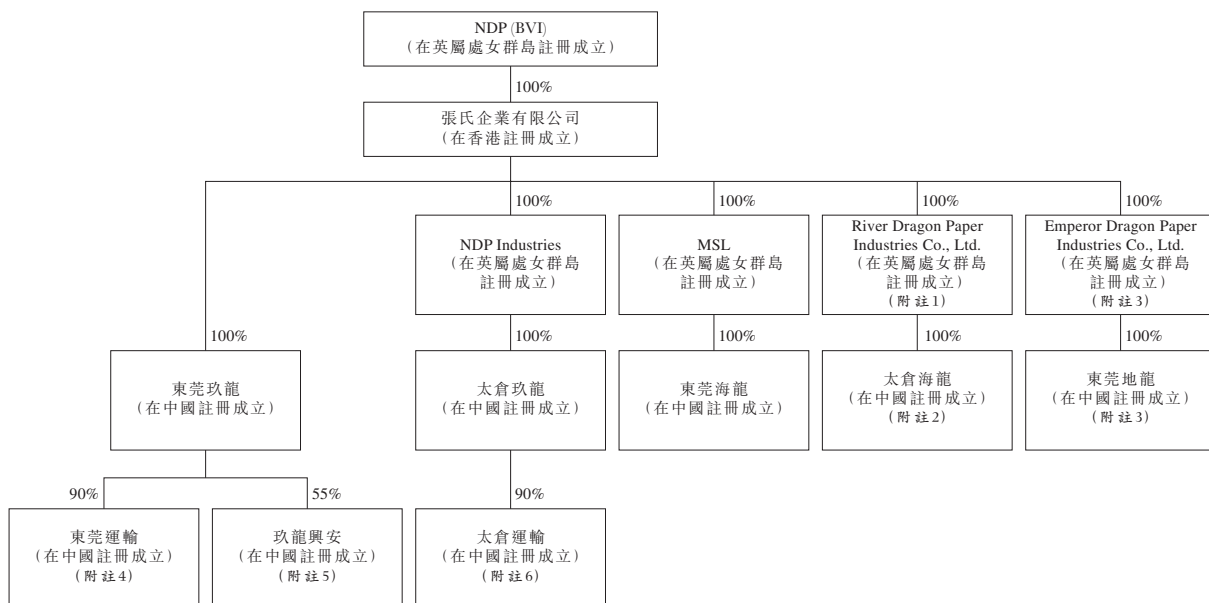 NDP (BVI)
(在英屬處女群島註冊成立)
100%
張氏企業有限公司
(在香港註冊成立)
100%
100%
100%
100%
NDP Industries
(在英屬處女群島
註冊成立)
MSL
(在英屬處女群島
註冊成立)
River Dragon Paper
Industries Co., Ltd.
(在英屬處女群島
註冊成立)
(附註1)
Emperor Dragon Paper
Industries Co., Ltd.
(在英屬處女群島
註冊成立)
(附註3)
100%
100%
100%
100%
100%
東莞玖龍
(在中國註冊成立)
太倉玖龍
(在中國註冊成立)
東莞海龍
(在中國註冊成立)
太倉海龍
(在中國註冊成立)
(附註2)
東莞地龍
(在中國註冊成立)
(附註3)
90%
55%
90%
東莞運輸
(在中國註冊成立)
(附註4)
玖龍興安
(在中國註冊成立)
(附註5)
太倉運輸
(在中國註冊成立)
(附註6)